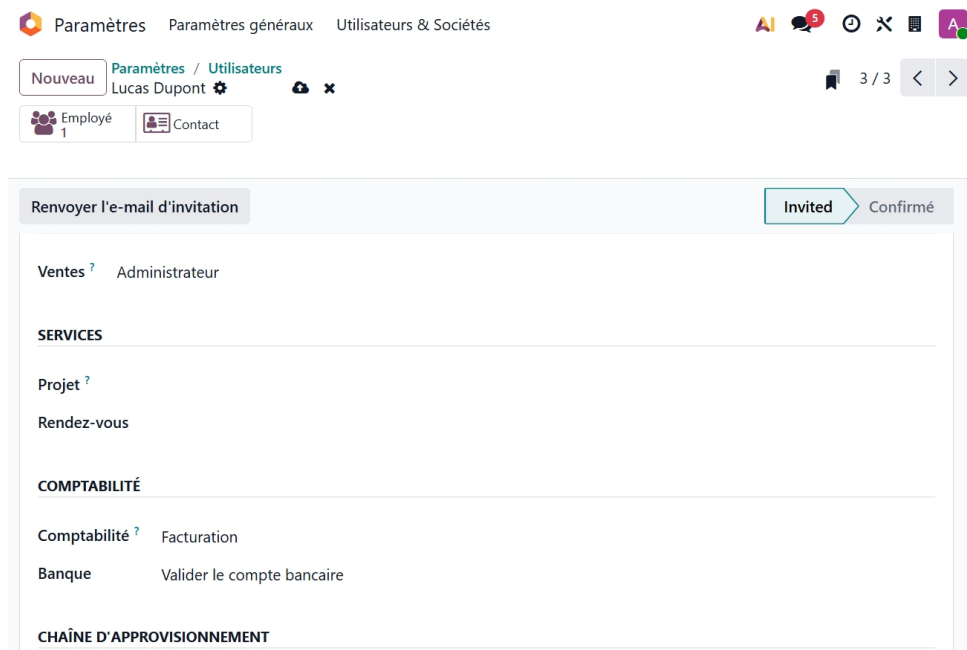 Paramètres Paramètres généraux Utilisateurs & Sociétés AI 5 A
Nouveau Paramètres / Utilisateurs
Lucas Dupont 3 / 3
Employé
1
Contact
Renvoyer l'e-mail d'invitation Invited Confirmé
Ventes ? Administrateur
SERVICES
Projet ?
Rendez-vous
COMPTABILITÉ
Comptabilité ? Facturation
Banque Valider le compte bancaire
CHAÎNE D'APPROVISIONNEMENT